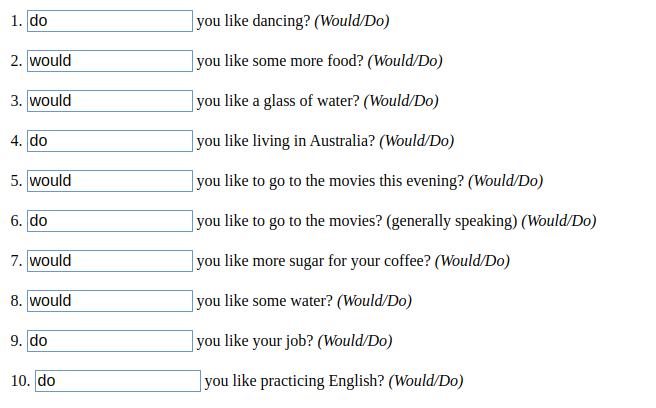 1. do you like dancing? (Would/Do)
2. would you like some more food? (Would/Do)
3. would you like a glass of water? (Would/Do)
4. do you like living in Australia? (Would/Do)
5. would you like to go to the movies this evening? (Would/Do)
6. do you like to go to the movies? (generally speaking) (Would/Do)
7. would you like more sugar for your coffee? (Would/Do)
8. would you like some water? (Would/Do)
9. do you like your job? (Would/Do)
10. do you like practicing English? (Would/Do)